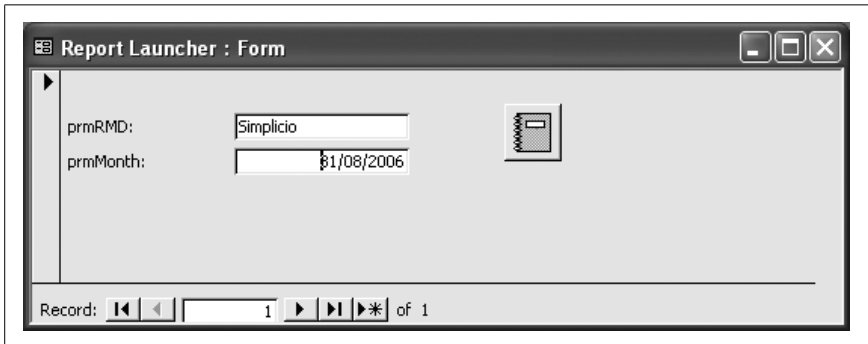 Report Launcher : Form
prmRMD: Simplicio
prmMonth: 31/08/2006
Record: 1 of 1